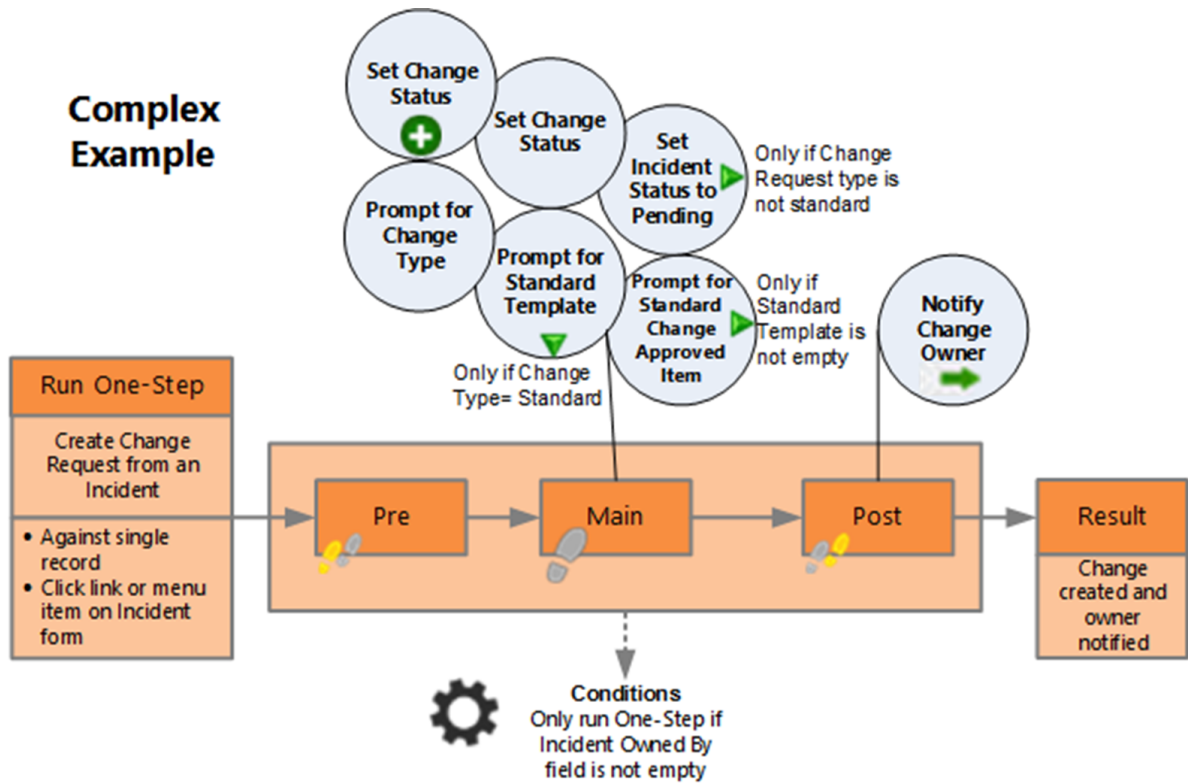 Complex
Example
Set Change
Status
Set Change
Status
Set
Incident
Status to
Pending
Only if Change
Request type is
not standard
Prompt for
Change
Type
Prompt for
Standard
Template
Only if Change
Type= Standard
Prompt for
Standard
Change
Approved
Item
Only if
Standard
Template is
not empty
Notify
Change
Owner
Run One-Step
Create Change
Request from an
Incident
• Against single
record
• Click link or menu
item on Incident
form
Pre
Main
Post
Result
Change
created and
owner
notified
Conditions
Only run One-Step if
Incident Owned By
field is not empty